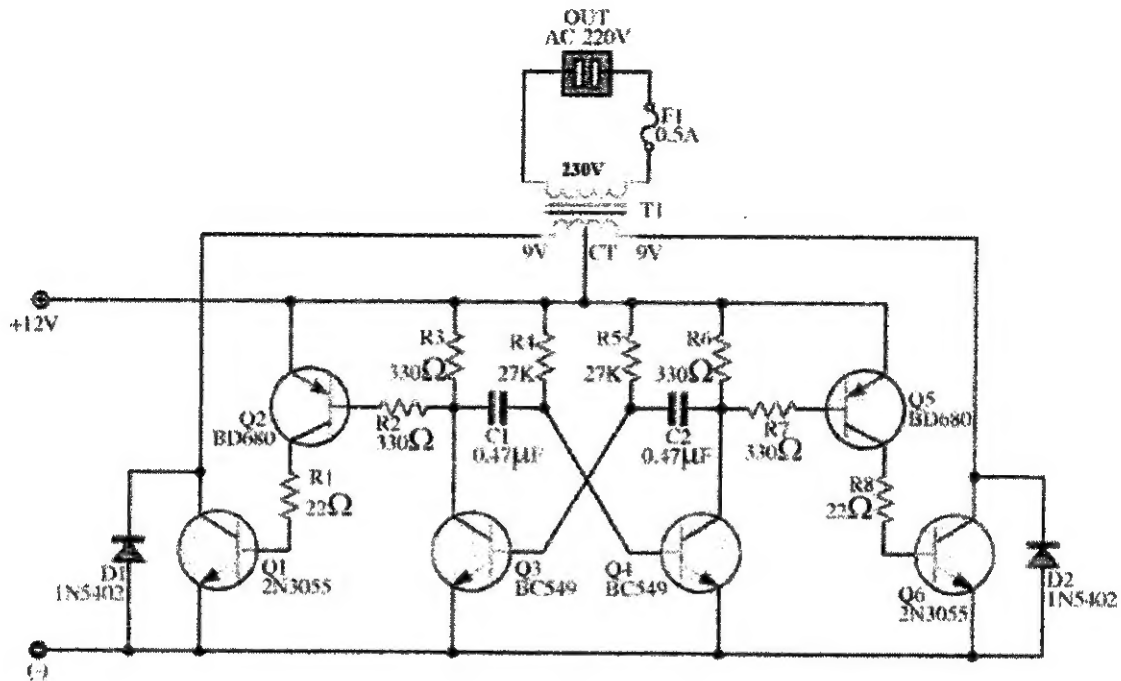 OUT
AC 220V
F1
0.5A
230V
T1
9V
CT
9V
+12V
R3
330Ω
R4
27K
R5
27K
R6
330Ω
Q2
BD680
R2
330Ω
C1
0.47µF
C2
0.47µF
R7
330Ω
Q5
BD680
R1
22Ω
R8
22Ω
D1
1N5402
Q1
2N3055
Q3
BC549
Q4
BC549
Q6
2N3055
D2
1N5402
(-)